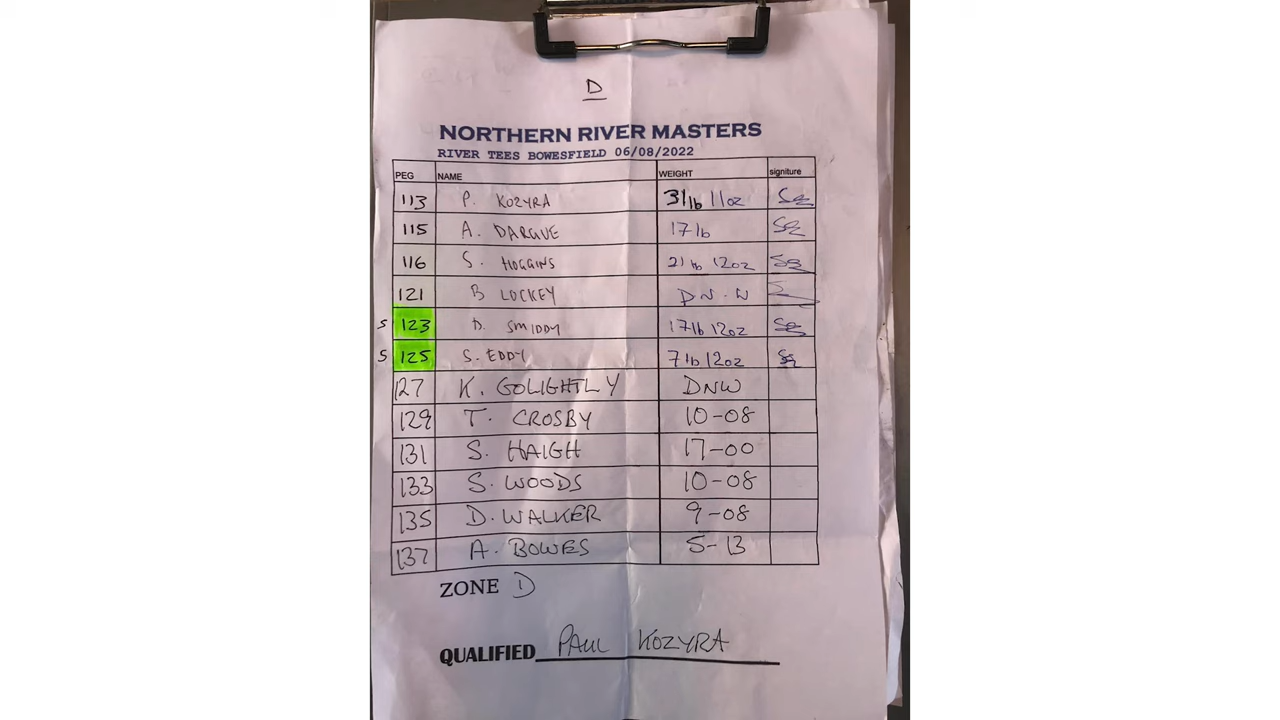 D
NORTHERN RIVER MASTERS
RIVER TEES BOWESFIELD 06/08/2022
PEG NAME WEIGHT signiture
113 P. KOZYRA 31lb 11oz
115 A. DARGUE 17lb
116 S. HOGGINS 21lb 12oz
121 B LOCKEY DN.W
S 123 D. SMIDDY 17lb 12oz
S 125 S. EDDY 7lb 12oz
127 K. GOLIGHTLY DNW
129 T. CROSBY 10-08
131 S. HAIGH 17-00
133 S. WOODS 10-08
135 D. WALKER 9-08
137 A. BOWES 5-13
ZONE D
QUALIFIED PAUL KOZYRA